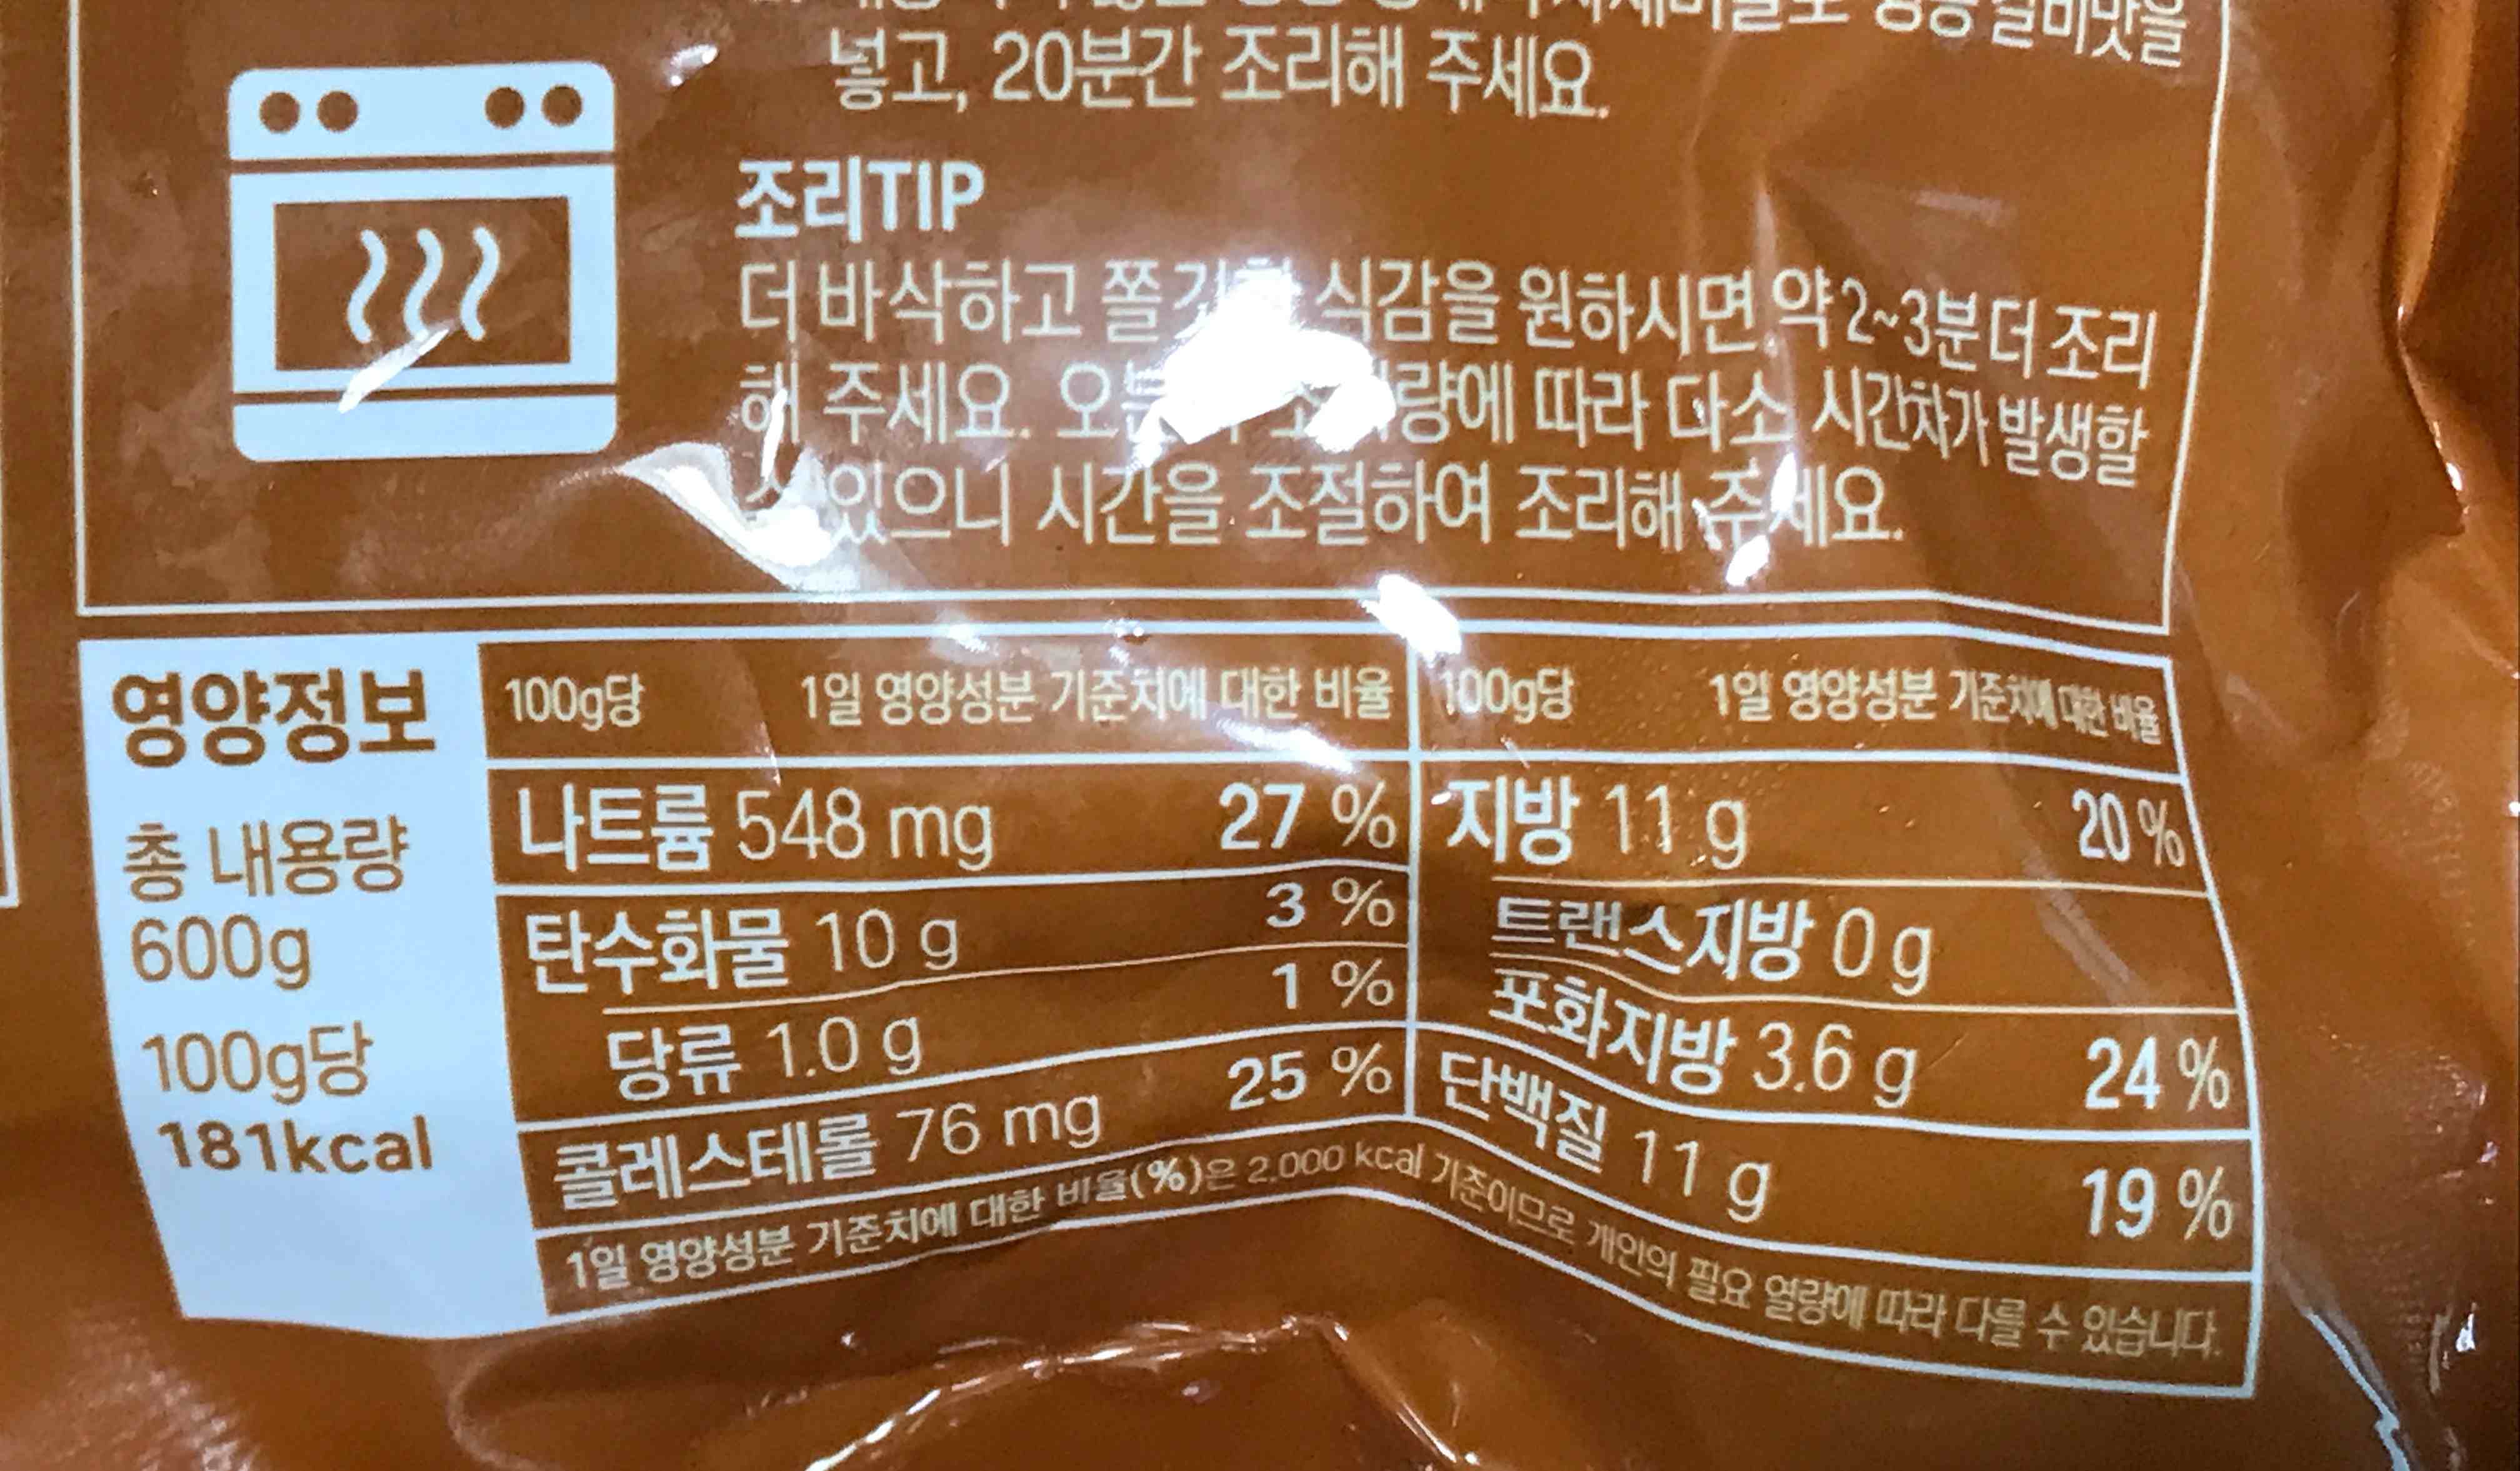 넣고, 20분간 조리해 주세요.
조리TIP
더 바삭하고 쫄깃한 식감을 원하시면 약 2~3분 더 조리
해 주세요. 따라 다소 시간차가 발생할
수 있으니 시간을 조절하여 조리해 주세요.
영양정보
총 내용량
600g
100g당
181kcal
100g당 1일 영양성분 기준치에 대한 비율
나트륨 548 mg 27 %
탄수화물 10 g 3 %
당류 1.0 g 1 %
콜레스테롤 76 mg 25 %
100g당 1일 영양성분 기준치에 대한 비율
지방 11 g 20 %
트랜스지방 0 g
포화지방 3.6 g 24 %
단백질 11 g 19 %
1일 영양성분 기준치에 대한 비율(%)은 2,000 kcal 기준이므로 개인의 필요 열량에 따라 다를 수 있습니다.